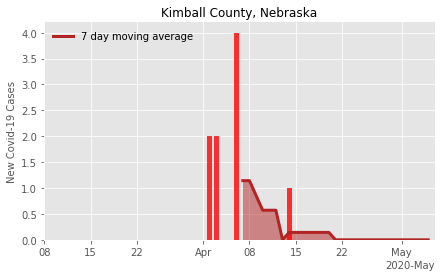 Kimball County, Nebraska
7 day moving average
New Covid-19 Cases
4.0
3.5
3.0
2.5
2.0
1.5
1.0
0.5
0.0
08 15 22 Apr 08 15 22 May
2020-May